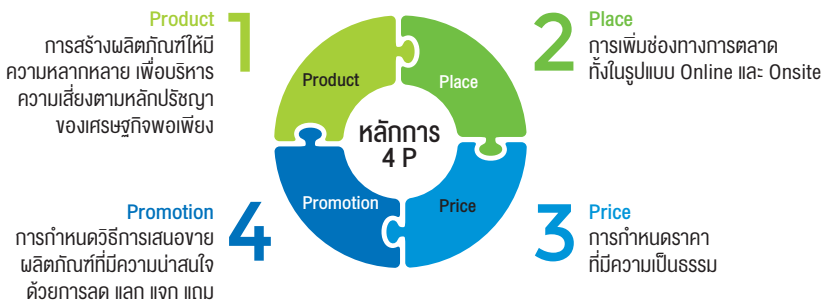 1
Product
การสร้างผลิตภัณฑ์ให้มี
ความหลากหลาย เพื่อบริหาร
ความเสี่ยงตามหลักปรัชญา
ของเศรษฐกิจพอเพียง
2
Place
การเพิ่มช่องทางการตลาด
ทั้งในรูปแบบ Online และ Onsite
Product
Place
หลักการ
4 P
Promotion
Price
4
Promotion
การกำหนดวิธีการเสนอขาย
ผลิตภัณฑ์ที่มีความน่าสนใจ
ด้วยการลด แลก แจก แถม
3
Price
การกำหนดราคา
ที่มีความเป็นธรรม